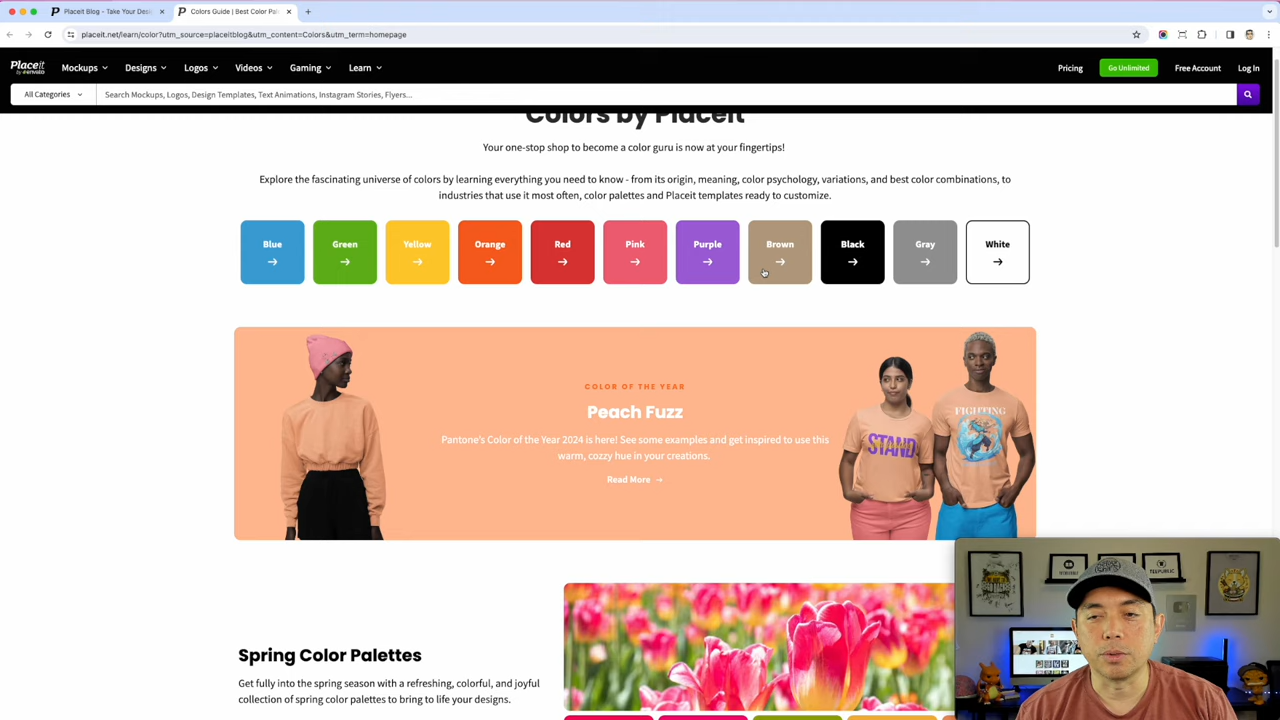 Placeit Blog - Take Your Desi
Colors Guide | Best Color Pal
placeit.net/learn/color?utm_source=placeitblog&utm_content=Colors&utm_term=homepage
Placeit
by envato
Mockups
Designs
Logos
Videos
Gaming
Learn
Pricing
Go Unlimited
Free Account
Log In
All Categories
Search Mockups, Logos, Design Templates, Text Animations, Instagram Stories, Flyers...
Colors by Placeit
Your one-stop shop to become a color guru is now at your fingertips!
Explore the fascinating universe of colors by learning everything you need to know - from its origin, meaning, color psychology, variations, and best color combinations, to
industries that use it most often, color palettes and Placeit templates ready to customize.
Blue
Green
Yellow
Orange
Red
Pink
Purple
Brown
Black
Gray
White
COLOR OF THE YEAR
Peach Fuzz
Pantone's Color of the Year 2024 is here! See some examples and get inspired to use this
warm, cozzy hue in your creations.
Read More
STAND
FIGHTING
Spring Color Palettes
Get fully into the spring season with a refreshing, colorful, and joyful
collection of spring color palettes to bring to life your designs.
TEEPUBLIC